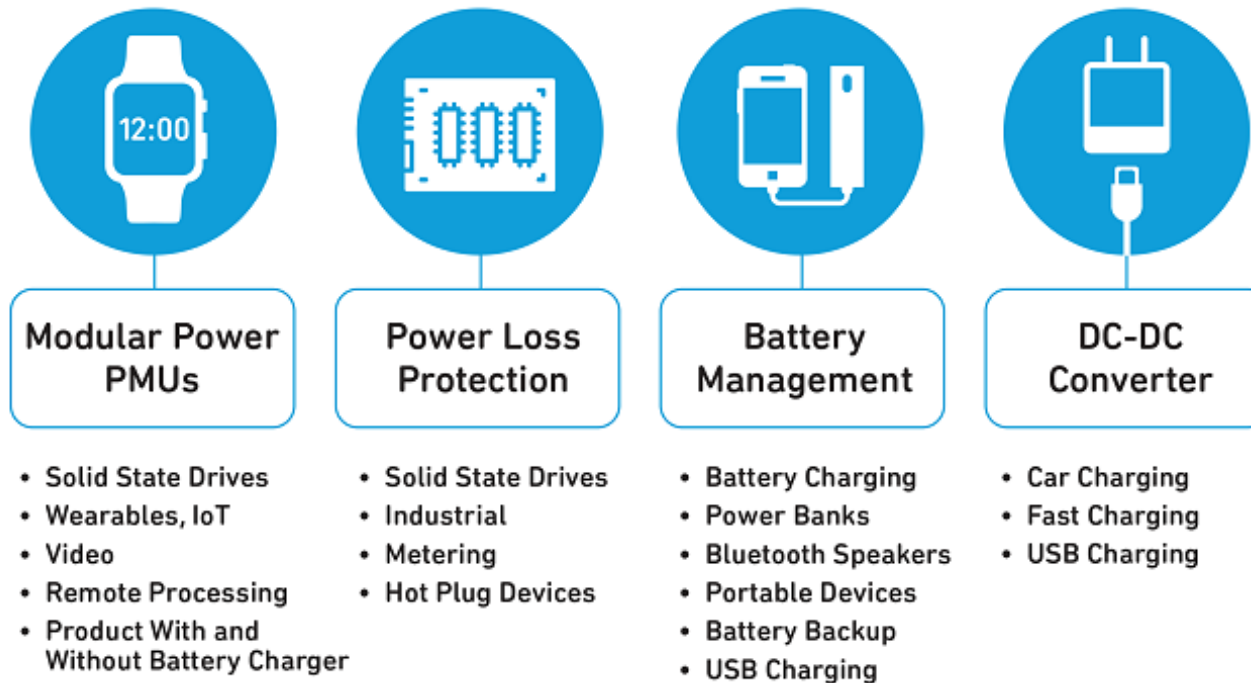 12:00
Modular Power
PMUs
• Solid State Drives
• Wearables, IoT
• Video
• Remote Processing
• Product With and
Without Battery Charger
Power Loss
Protection
• Solid State Drives
• Industrial
• Metering
• Hot Plug Devices
Battery
Management
• Battery Charging
• Power Banks
• Bluetooth Speakers
• Portable Devices
• Battery Backup
• USB Charging
DC-DC
Converter
• Car Charging
• Fast Charging
• USB Charging